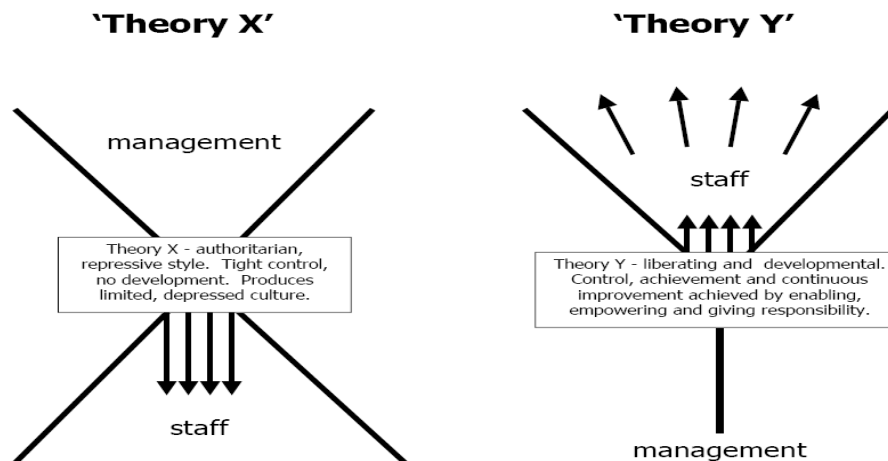 ‘Theory X’
management
Theory X - authoritarian,
repressive style. Tight control,
no development. Produces
limited, depressed culture.
staff
‘Theory Y’
staff
Theory Y - liberating and developmental.
Control, achievement and continuous
improvement achieved by enabling,
empowering and giving responsibility.
management